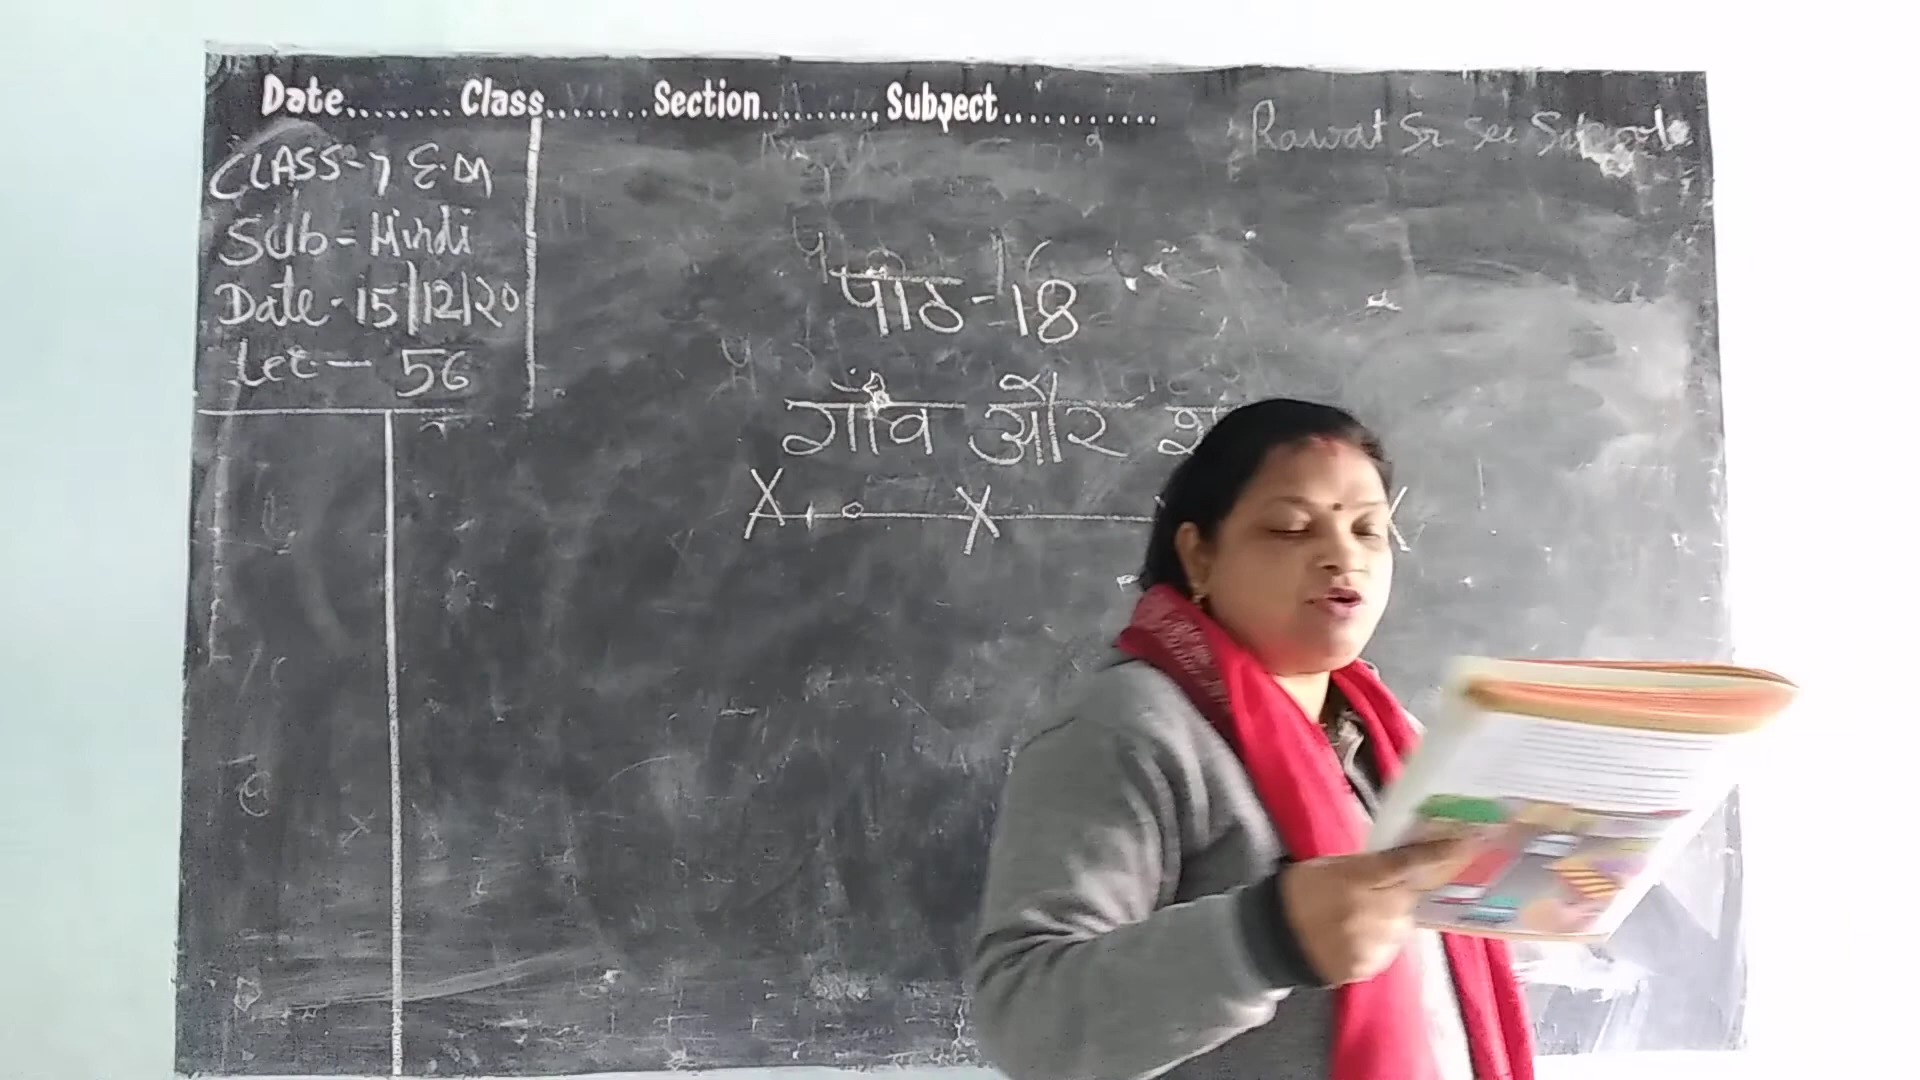 Date........ Class........ Section.........., Subject............
Rawat Sr Sec School
CLASS-7 E.M
Sub-Hindi
Date-15/12/20
Lec-56
पाठ-18
गाँव और